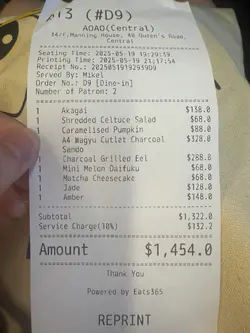 #13 (#D9)
AOAO(Central)
14/F,Manning House, 48 Queen's Road,
Central
Seating Time: 2025-05-19 19:29:39
Printing Time: 2025-05-19 21:17:54
Receipt No.: 2025051919293909
Served By: Mikel
Order No.: D9 [Dine-in]
Number of Patron: 2
1 Akagai $138.0
1 Shredded Celtuce Salad $68.0
1 Caramelised Pumpkin $88.0
1 A4 Wagyu Cutlet Charcoal $328.0
Sando
1 Charcoal Grilled Eel $288.0
1 Mini Melon Daifuku $68.0
1 Matcha Cheesecake $68.0
1 Jade $128.0
1 Amber $148.0
Subtotal $1,322.0
Service Charge(10%) $132.2
Amount $1,454.0
Thank You
Powered by Eats365
REPRINT